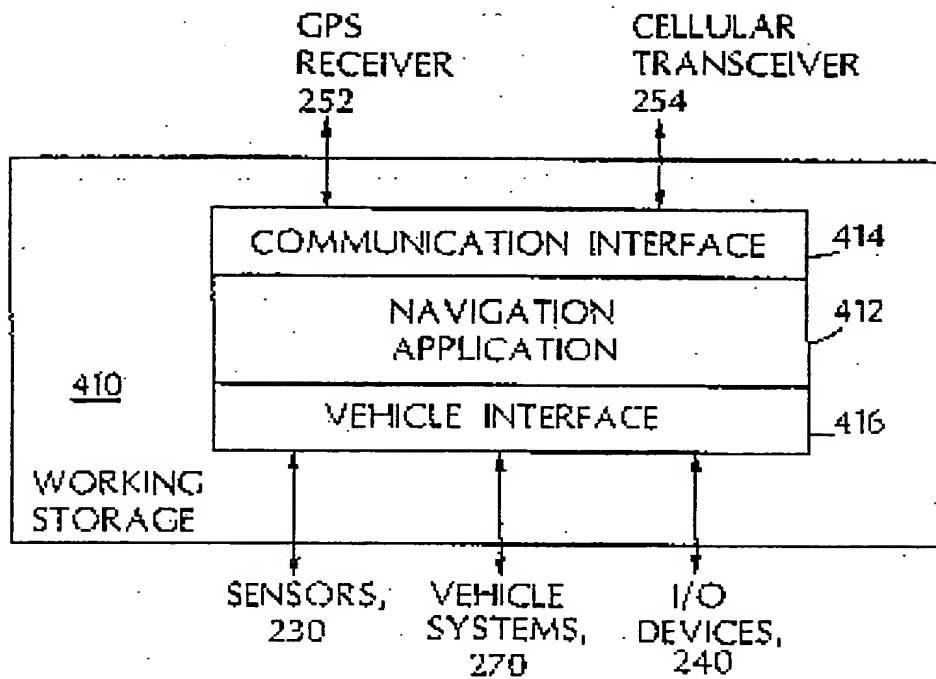 GPS
RECEIVER
252
CELLULAR
TRANSCEIVER
254
COMMUNICATION INTERFACE
414
NAVIGATION
APPLICATION
412
410
VEHICLE INTERFACE
416
WORKING
STORAGE
SENSORS,
230
VEHICLE
SYSTEMS,
270
I/O
DEVICES,
240